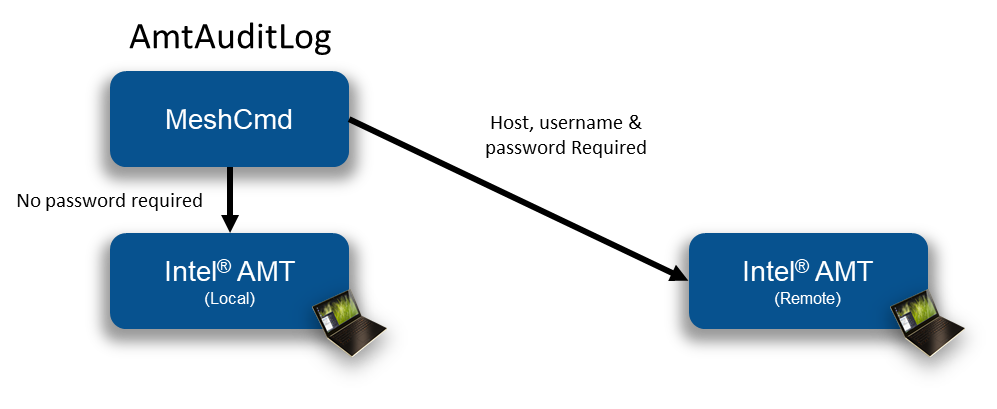 AmtAuditLog
MeshCmd
Host, username &
password Required
No password required
Intel® AMT
(Local)
Intel® AMT
(Remote)